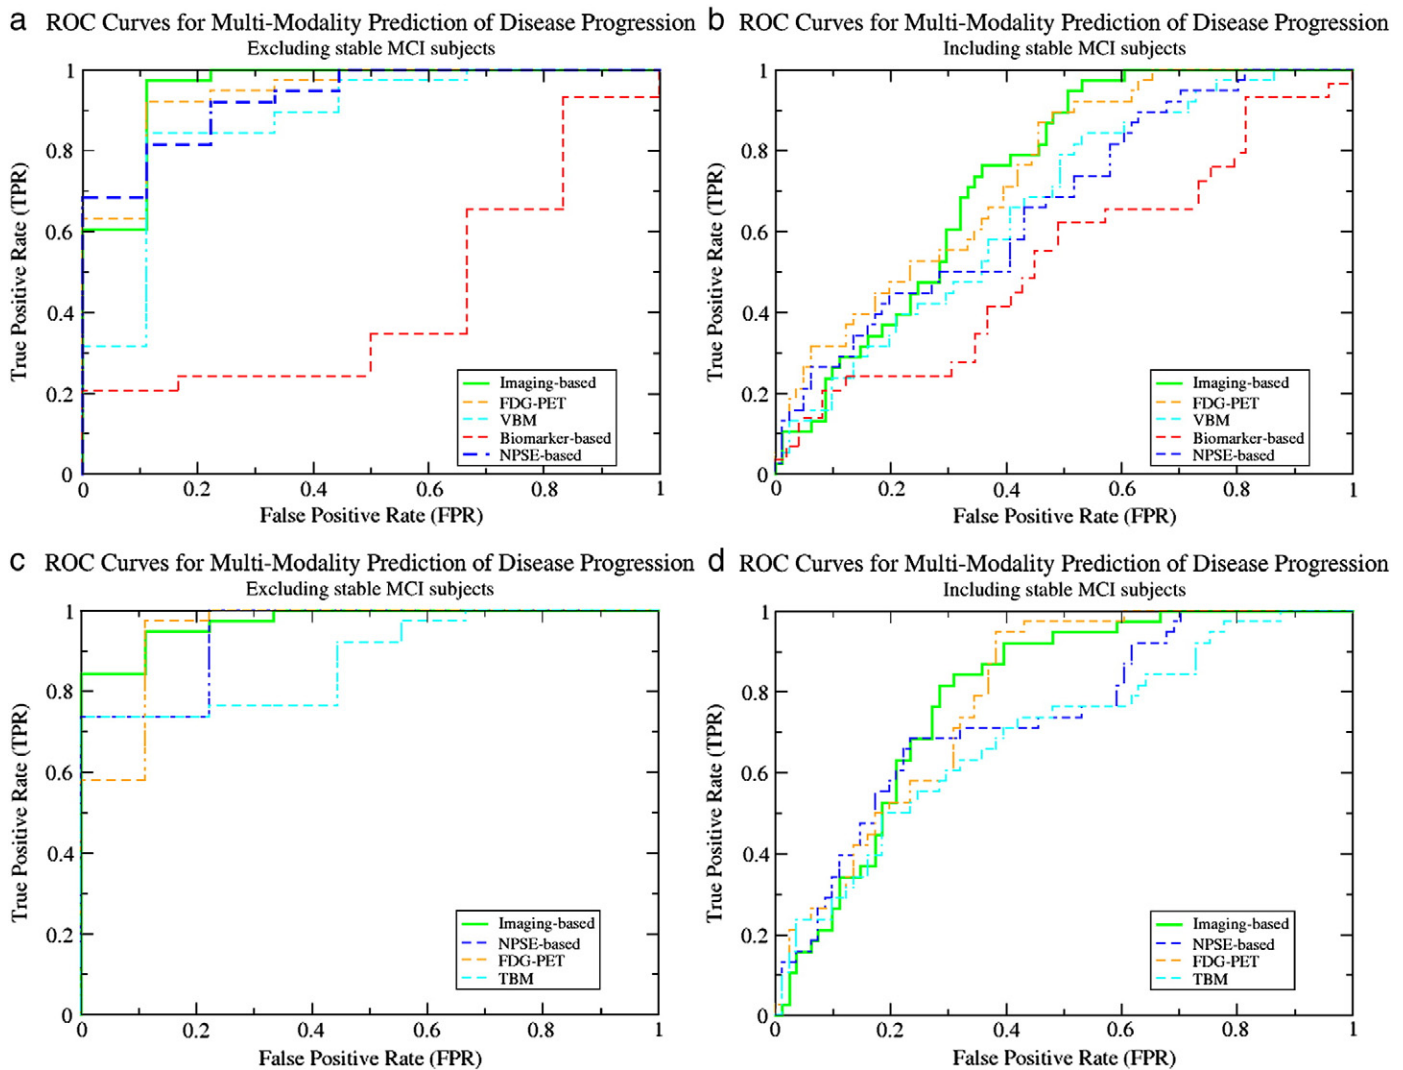 a ROC Curves for Multi-Modality Prediction of Disease Progression
Excluding stable MCI subjects
1
0.8
0.6
0.4
0.2
0
True Positive Rate (TPR)
Imaging-based
FDG-PET
VBM
Biomarker-based
NPSE-based
0 0.2 0.4 0.6 0.8 1
False Positive Rate (FPR)
b ROC Curves for Multi-Modality Prediction of Disease Progression
Including stable MCI subjects
1
0.8
0.6
0.4
0.2
0
True Positive Rate (TPR)
Imaging-based
FDG-PET
VBM
Biomarker-based
NPSE-based
0 0.2 0.4 0.6 0.8 1
False Positive Rate (FPR)
c ROC Curves for Multi-Modality Prediction of Disease Progression
Excluding stable MCI subjects
1
0.8
0.6
0.4
0.2
0
True Positive Rate (TPR)
Imaging-based
NPSE-based
FDG-PET
TBM
0 0.2 0.4 0.6 0.8 1
False Positive Rate (FPR)
d ROC Curves for Multi-Modality Prediction of Disease Progression
Including stable MCI subjects
1
0.8
0.6
0.4
0.2
0
True Positive Rate (TPR)
Imaging-based
NPSE-based
FDG-PET
TBM
0 0.2 0.4 0.6 0.8 1
False Positive Rate (FPR)